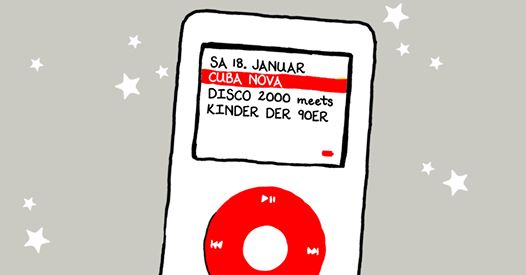 SA 18. JANUAR
CUBA NOVA
DISCO 2000 meets
KINDER DER 90ER